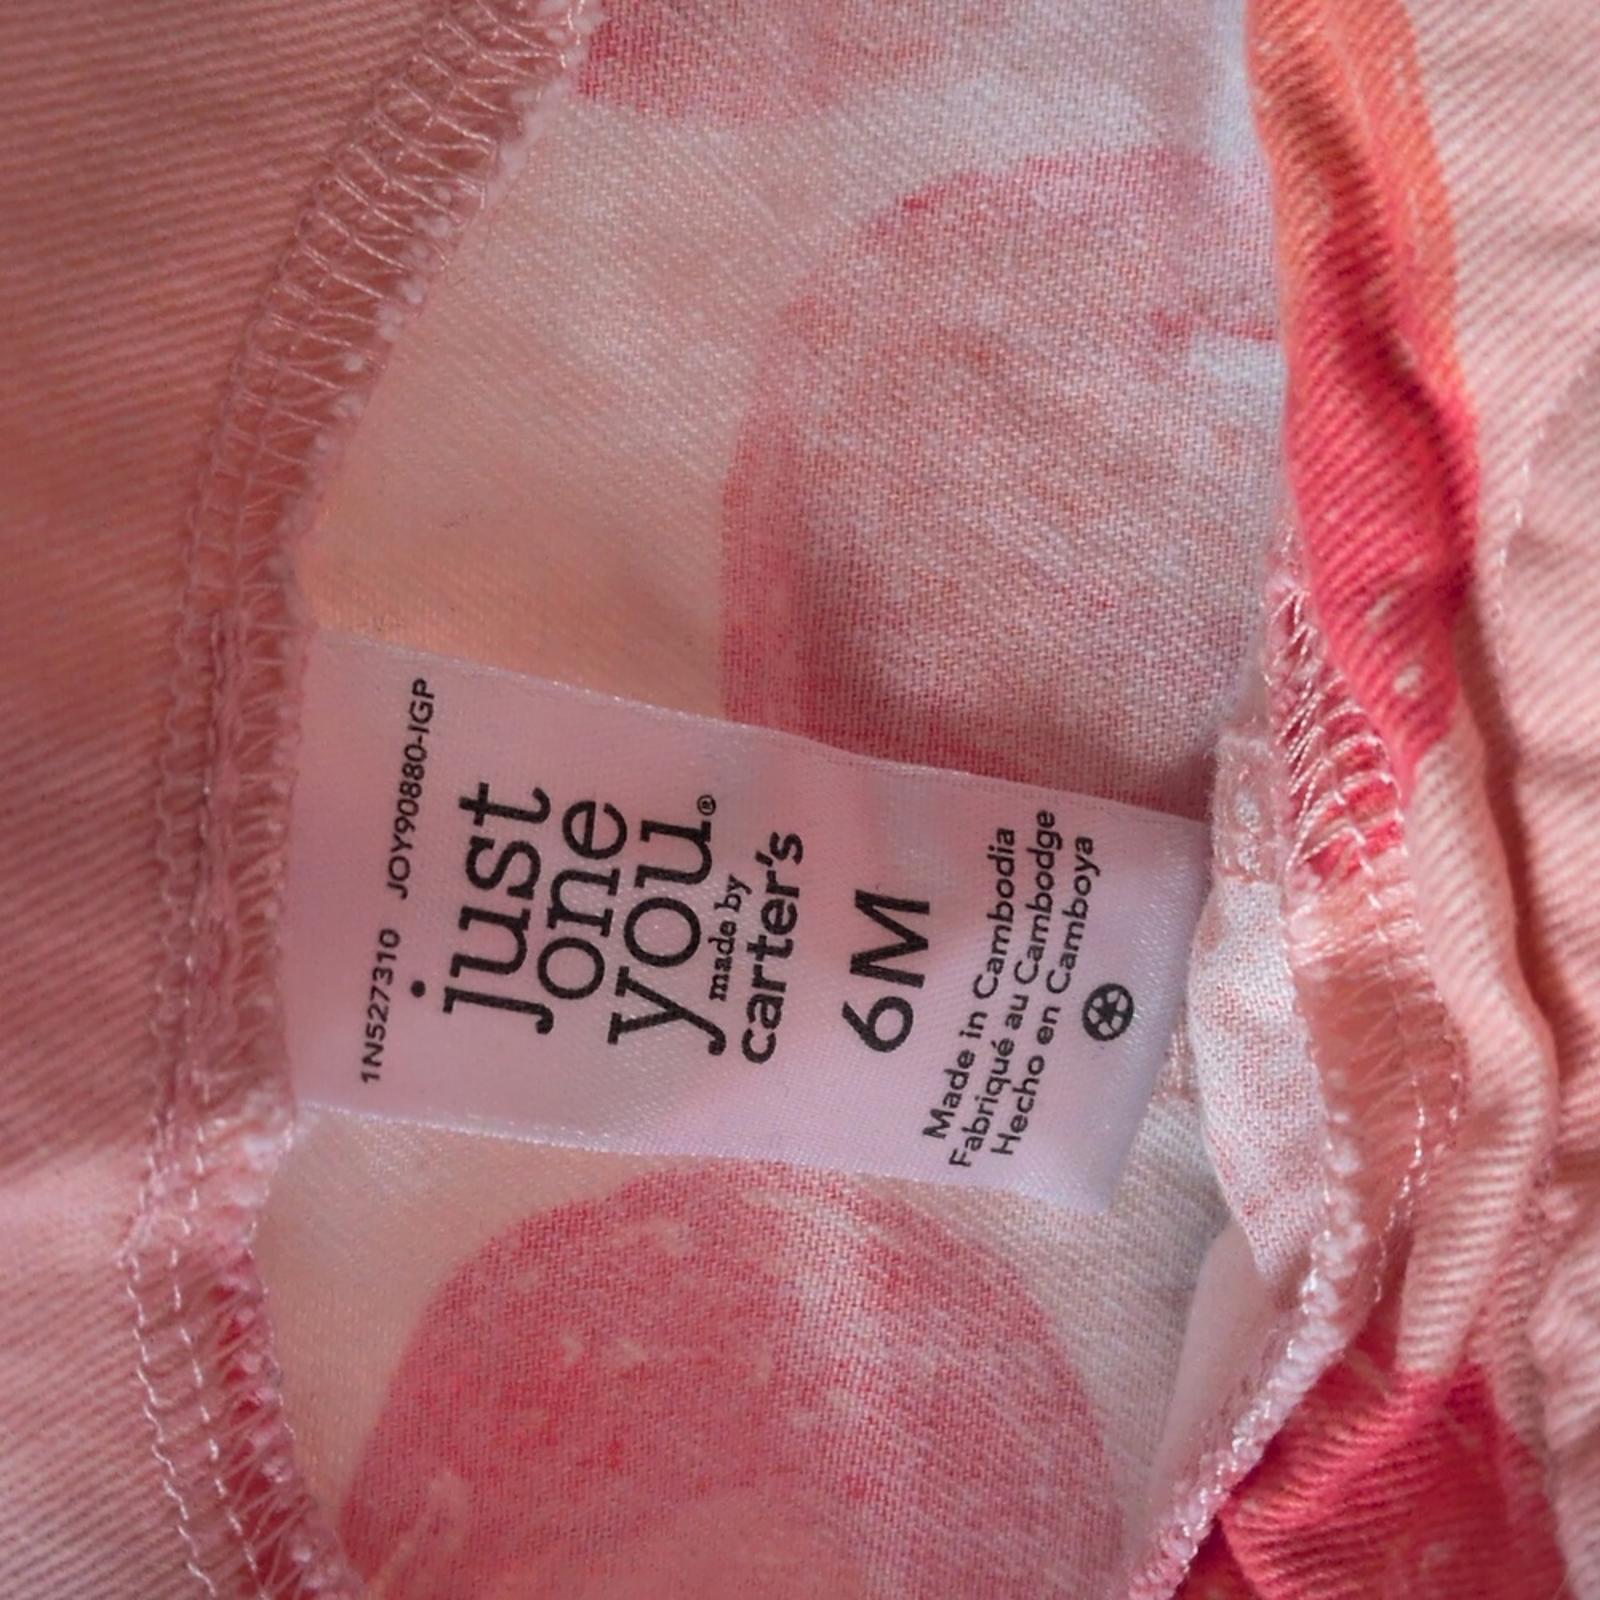 1N527310 JOY90880-IGP
just
one
you®
made by
carter's
6M
Made in Cambodia
Fabriqué au Cambodge
Hecho en Camboya